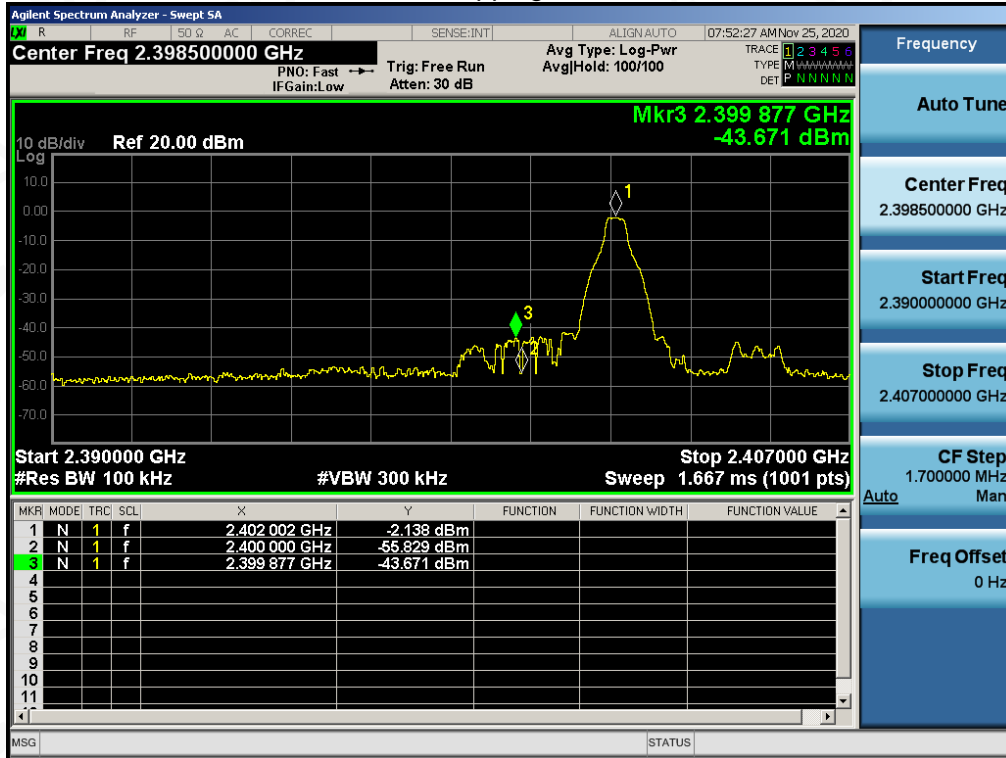 Agilent Spectrum Analyzer - Swept SA
LXI R RF 50 Ω AC CORREC SENSE:INT ALIGN AUTO 07:52:27 AM Nov 25, 2020
Center Freq 2.398500000 GHz
PNO: Fast
IFGain:Low
Trig: Free Run
Atten: 30 dB
Avg Type: Log-Pwr
Avg|Hold: 100/100
TRACE 1 2 3 4 5 6
TYPE M
DET P N N N N N
Mkr3 2.399 877 GHz
-43.671 dBm
10 dB/div Ref 20.00 dBm
Log
10.0
0.00
-10.0
-20.0
-30.0
-40.0
-50.0
-60.0
-70.0
1
3
2
Start 2.390000 GHz Stop 2.407000 GHz
#Res BW 100 kHz #VBW 300 kHz Sweep 1.667 ms (1001 pts)
MKR MODE TRC SCL X Y FUNCTION FUNCTION WIDTH FUNCTION VALUE
1 N 1 f 2.402 002 GHz -2.138 dBm
2 N 1 f 2.400 000 GHz -55.829 dBm
3 N 1 f 2.399 877 GHz -43.671 dBm
4
5
6
7
8
9
10
11
MSG STATUS
Frequency
Auto Tune
Center Freq
2.398500000 GHz
Start Freq
2.390000000 GHz
Stop Freq
2.407000000 GHz
CF Step
1.700000 MHz
Auto Man
Freq Offset
0 Hz